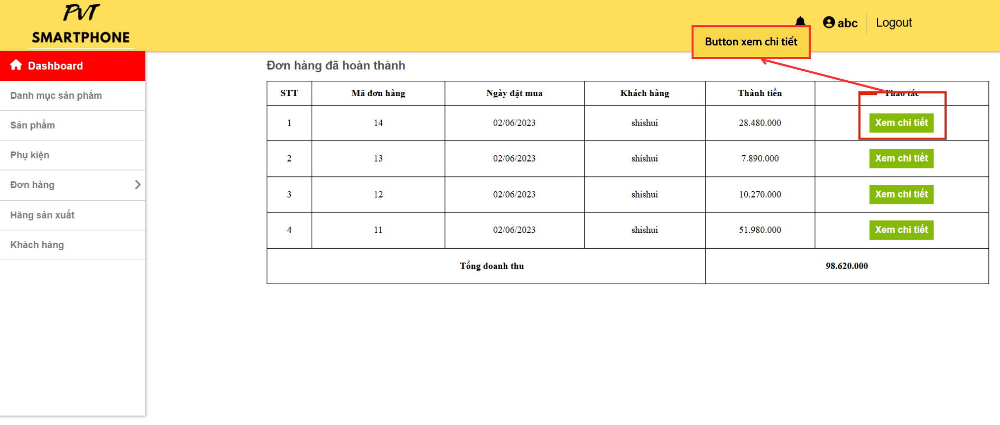 PVT
SMARTPHONE
abc
Logout
Button xem chi tiết
Dashboard
Danh mục sản phẩm
Sản phẩm
Phụ kiện
Đơn hàng
Hãng sản xuất
Khách hàng
Đơn hàng đã hoàn thành
STT Mã đơn hàng Ngày đặt mua Khách hàng Thành tiền Thao tác
1 14 02/06/2023 shishui 28.480.000 Xem chi tiết
2 13 02/06/2023 shishui 7.890.000 Xem chi tiết
3 12 02/06/2023 shishui 10.270.000 Xem chi tiết
4 11 02/06/2023 shishui 51.980.000 Xem chi tiết
Tổng doanh thu 98.620.000